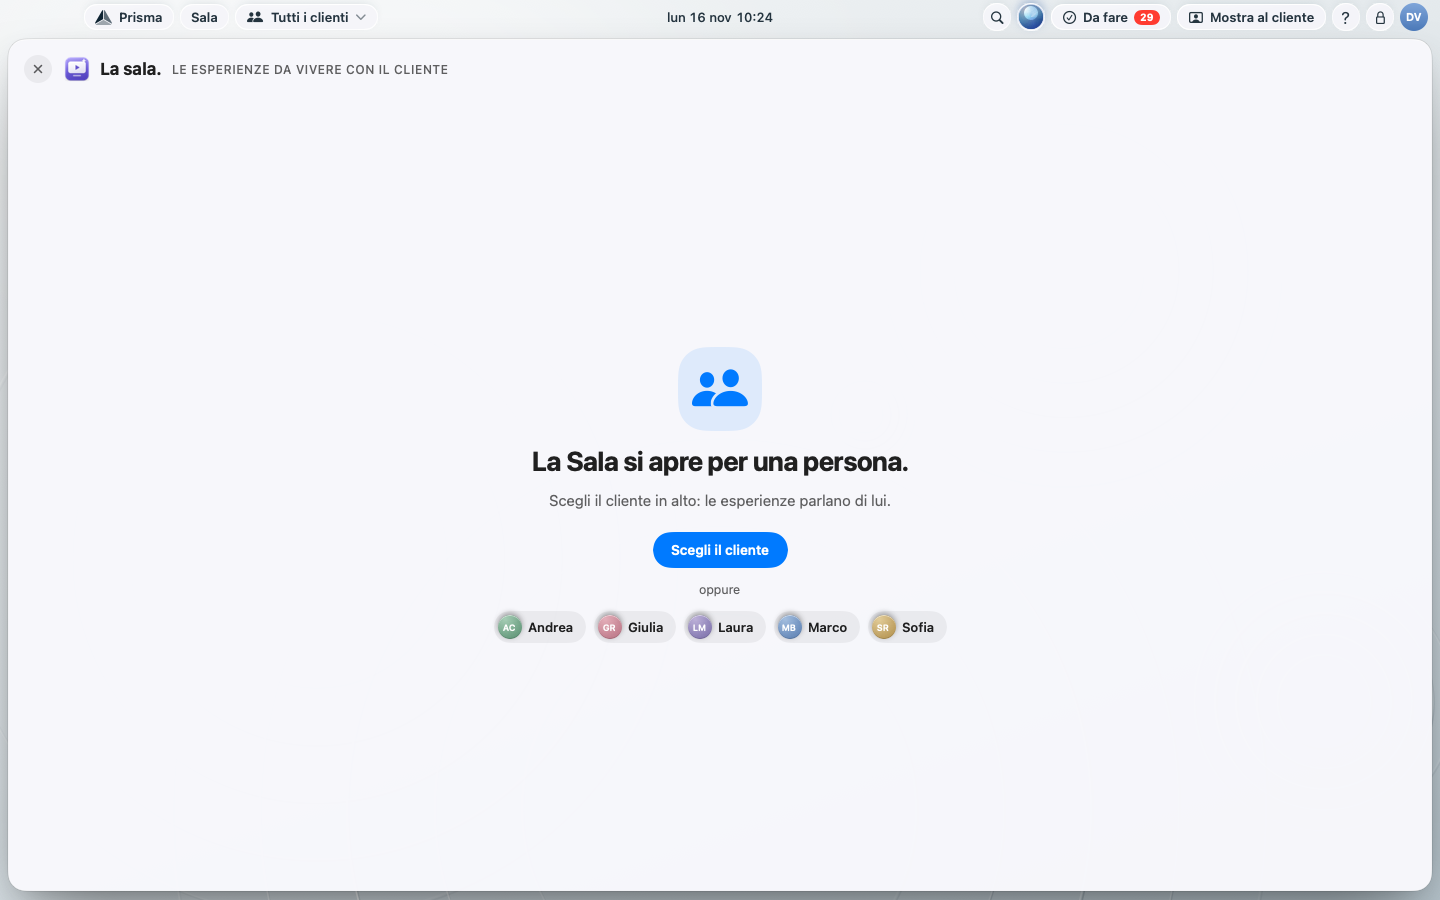 Prisma Sala Tutti i clienti lun 16 nov 10:24 Da fare 29 Mostra al cliente ? DV
La sala. LE ESPERIENZE DA VIVERE CON IL CLIENTE
La Sala si apre per una persona.
Scegli il cliente in alto: le esperienze parlano di lui.
Scegli il cliente
oppure
AC Andrea GR Giulia LM Laura MB Marco SR Sofia